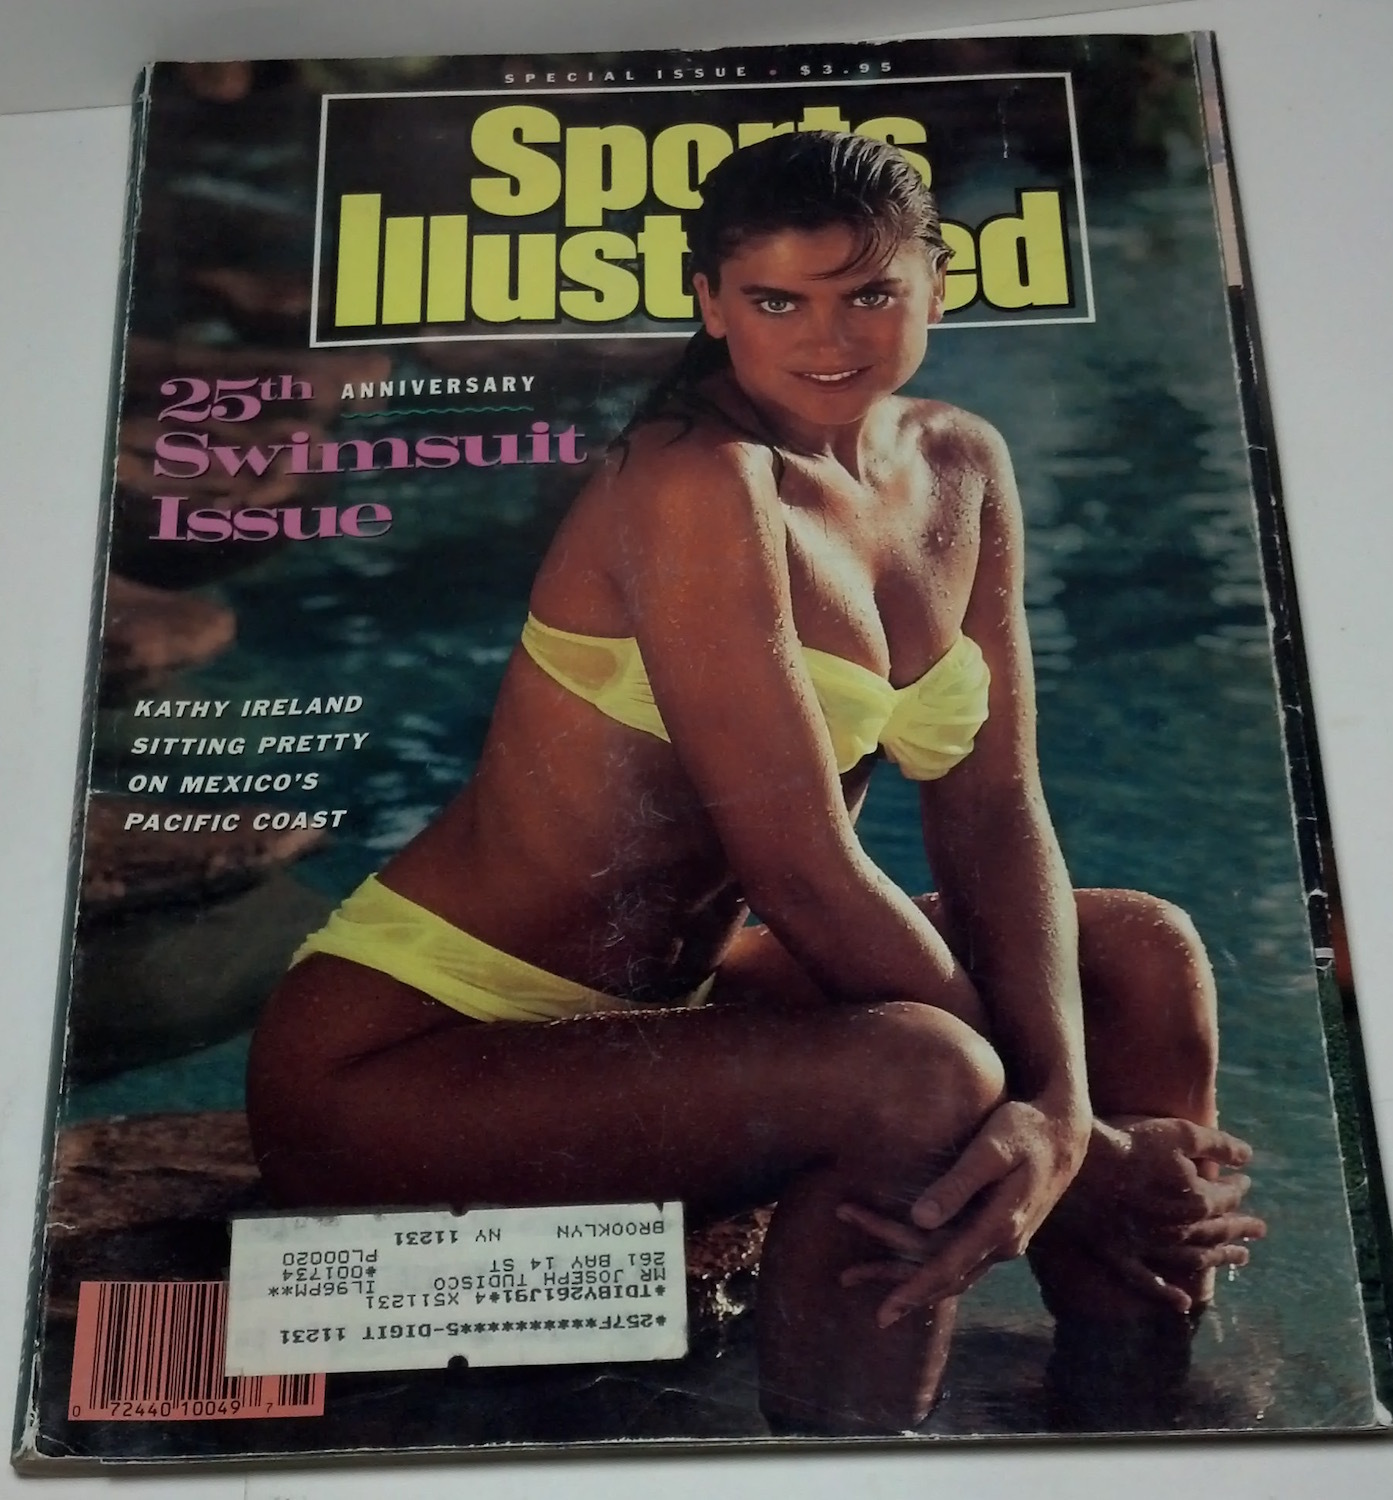 SPECIAL ISSUE • $3.95
Sports
Illustrated
25th ANNIVERSARY
Swimsuit
Issue
KATHY IRELAND
SITTING PRETTY
ON MEXICO'S
PACIFIC COAST
#257F***********5-DIGIT 11231
#TDIBY261J91#4 X511231
MR JOSEPH TUDISCO IL96PM**
261 BAY 14 ST #001734
PL00020
BROOKLYN NY 11231
0 72440 10049 7